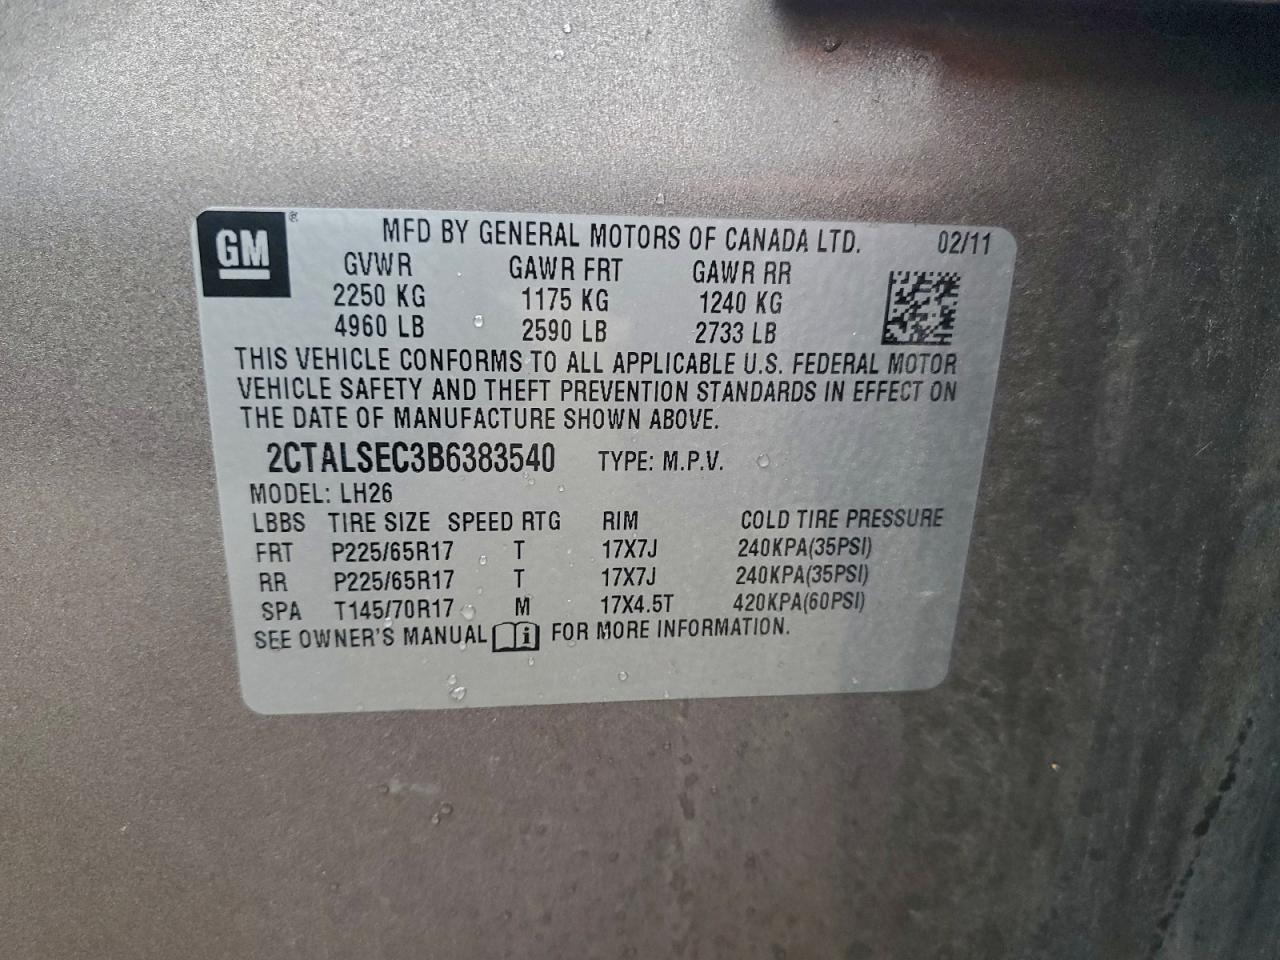 GM ® MFD BY GENERAL MOTORS OF CANADA LTD. 02/11
GVWR GAWR FRT GAWR RR
2250 KG 1175 KG 1240 KG
4960 LB 2590 LB 2733 LB
THIS VEHICLE CONFORMS TO ALL APPLICABLE U.S. FEDERAL MOTOR
VEHICLE SAFETY AND THEFT PREVENTION STANDARDS IN EFFECT ON
THE DATE OF MANUFACTURE SHOWN ABOVE.
2CTALSEC3B6383540 TYPE: M.P.V.
MODEL: LH26
LBBS TIRE SIZE SPEED RTG RIM COLD TIRE PRESSURE
FRT P225/65R17 T 17X7J 240KPA(35PSI)
RR P225/65R17 T 17X7J 240KPA(35PSI)
SPA T145/70R17 M 17X4.5T 420KPA(60PSI)
SEE OWNER'S MANUAL i FOR MORE INFORMATION.